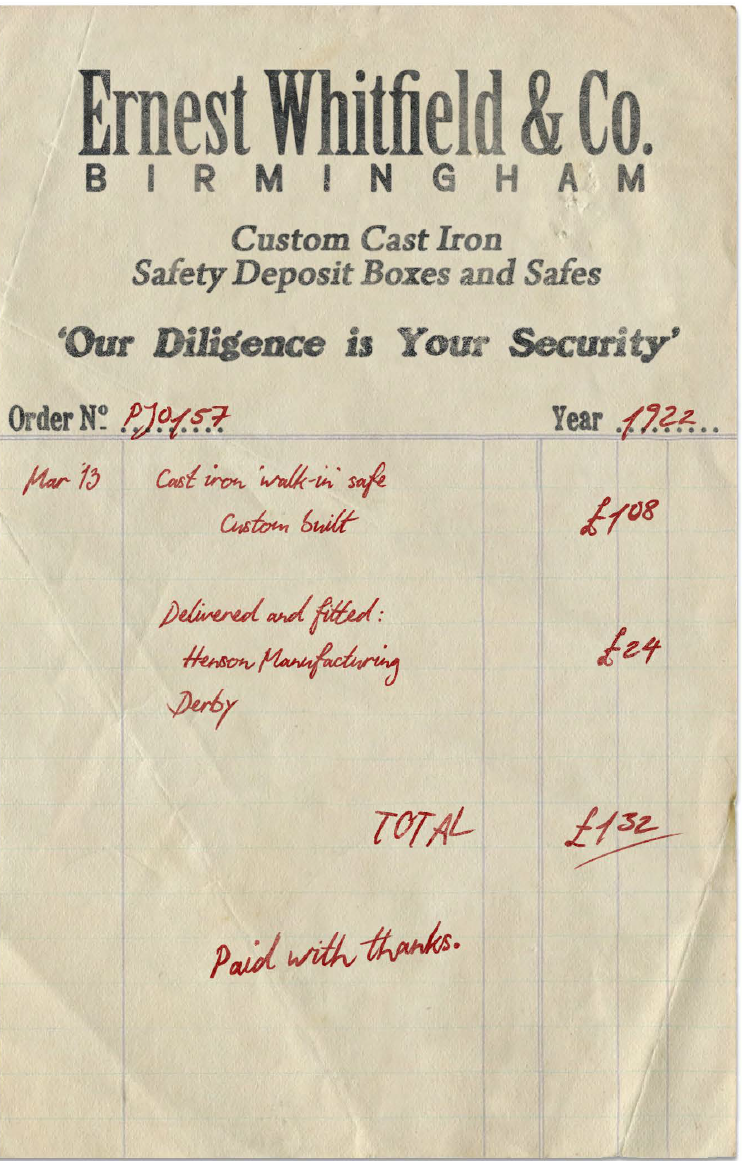 Ernest Whitfield & Co.
BIRMINGHAM
Custom Cast Iron
Safety Deposit Boxes and Safes
'Our Diligence is Your Security'
Order Nº PJ0157 Year 1922
Mar 13 Cast iron 'walk-in' safe
Custom built £108
Delivered and fitted:
Henson Manufacturing £24
Derby
TOTAL £132
Paid with thanks.